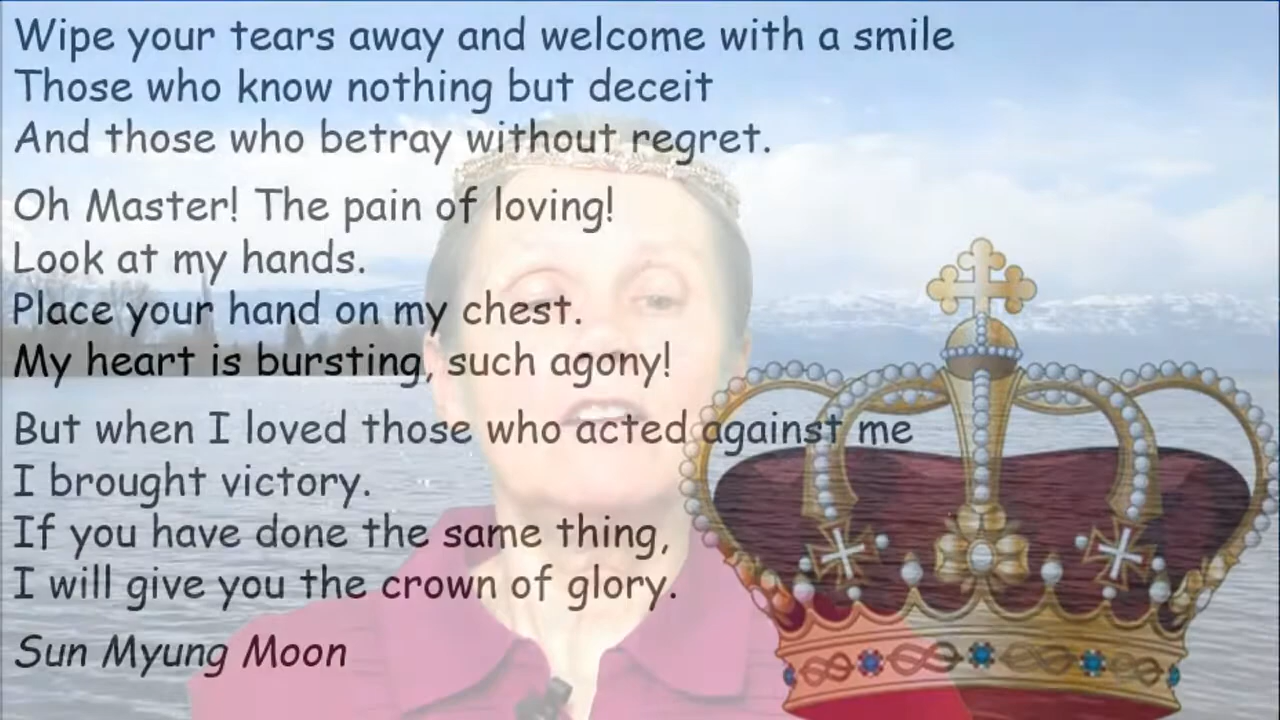 Wipe your tears away and welcome with a smile
Those who know nothing but deceit
And those who betray without regret.
Oh Master! The pain of loving!
Look at my hands.
Place your hand on my chest.
My heart is bursting, such agony!
But when I loved those who acted against me
I brought victory.
If you have done the same thing,
I will give you the crown of glory.
Sun Myung Moon